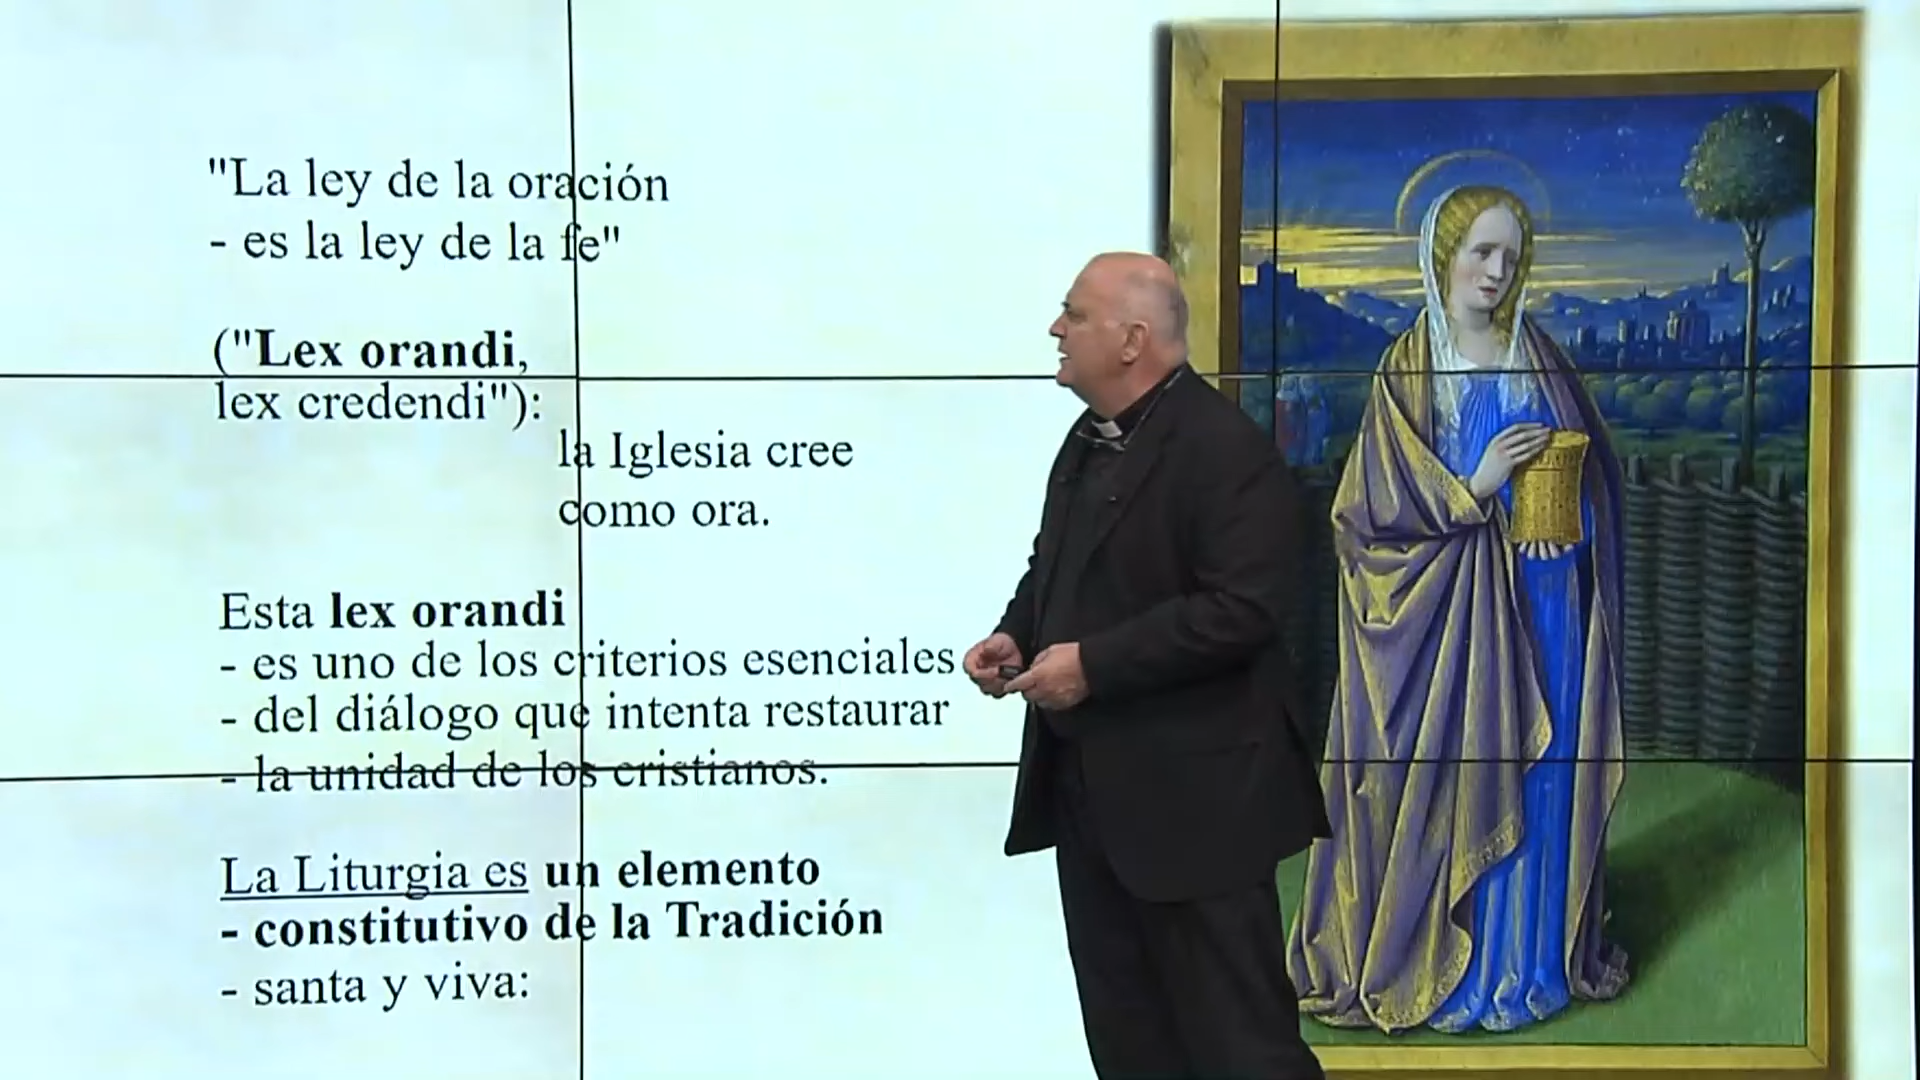 "La ley de la oración
- es la ley de la fe"
("Lex orandi,
lex credendi"):
la Iglesia cree
como ora.
Esta lex orandi
- es uno de los criterios esenciales
- del diálogo que intenta restaurar
- la unidad de los cristianos.
La Liturgia es un elemento
- constitutivo de la Tradición
- santa y viva: